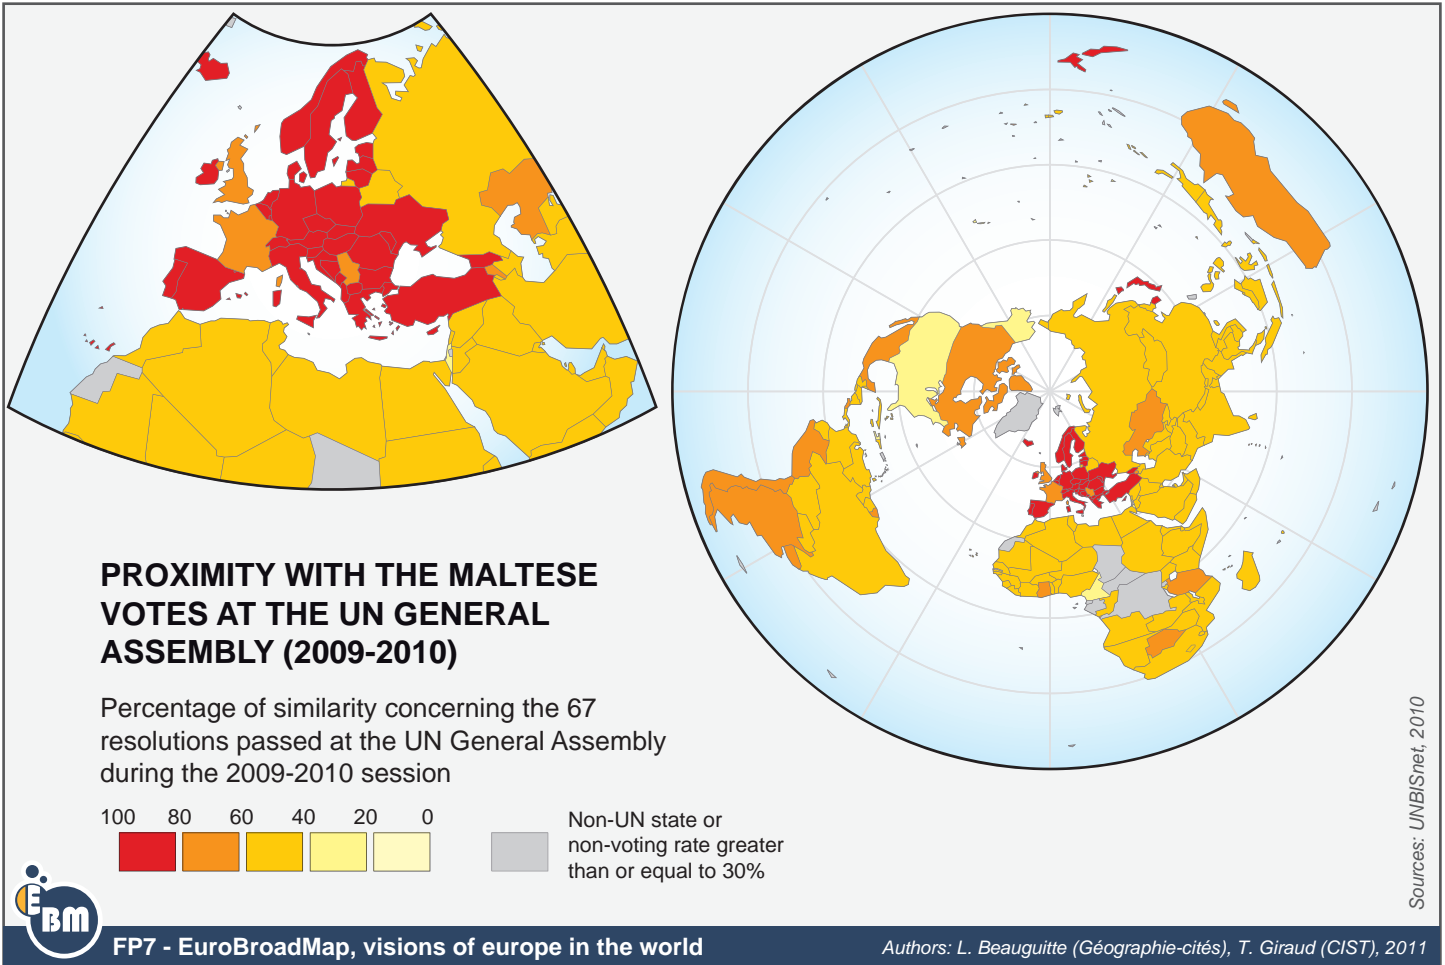 PROXIMITY WITH THE MALTESE
VOTES AT THE UN GENERAL
ASSEMBLY (2009-2010)
Percentage of similarity concerning the 67
resolutions passed at the UN General Assembly
during the 2009-2010 session
100 80 60 40 20 0
Non-UN state or
non-voting rate greater
than or equal to 30%
Sources: UNBISnet, 2010
EBM
FP7 - EuroBroadMap, visions of europe in the world
Authors: L. Beauguitte (Géographie-cités), T. Giraud (CIST), 2011